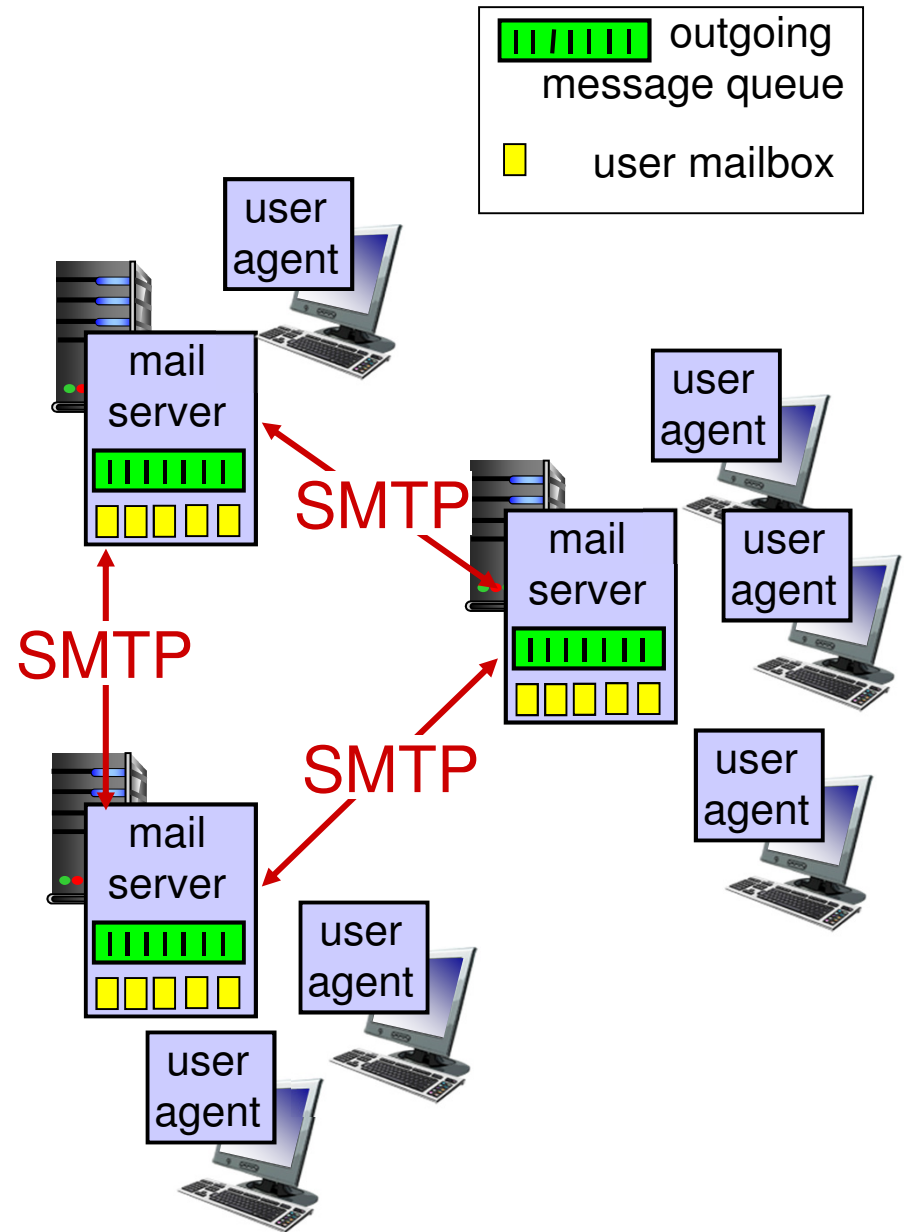 outgoing
message queue
user mailbox
user
agent
mail
server
SMTP
user
agent
mail
server
user
agent
SMTP
SMTP
user
agent
mail
server
user
agent
user
agent